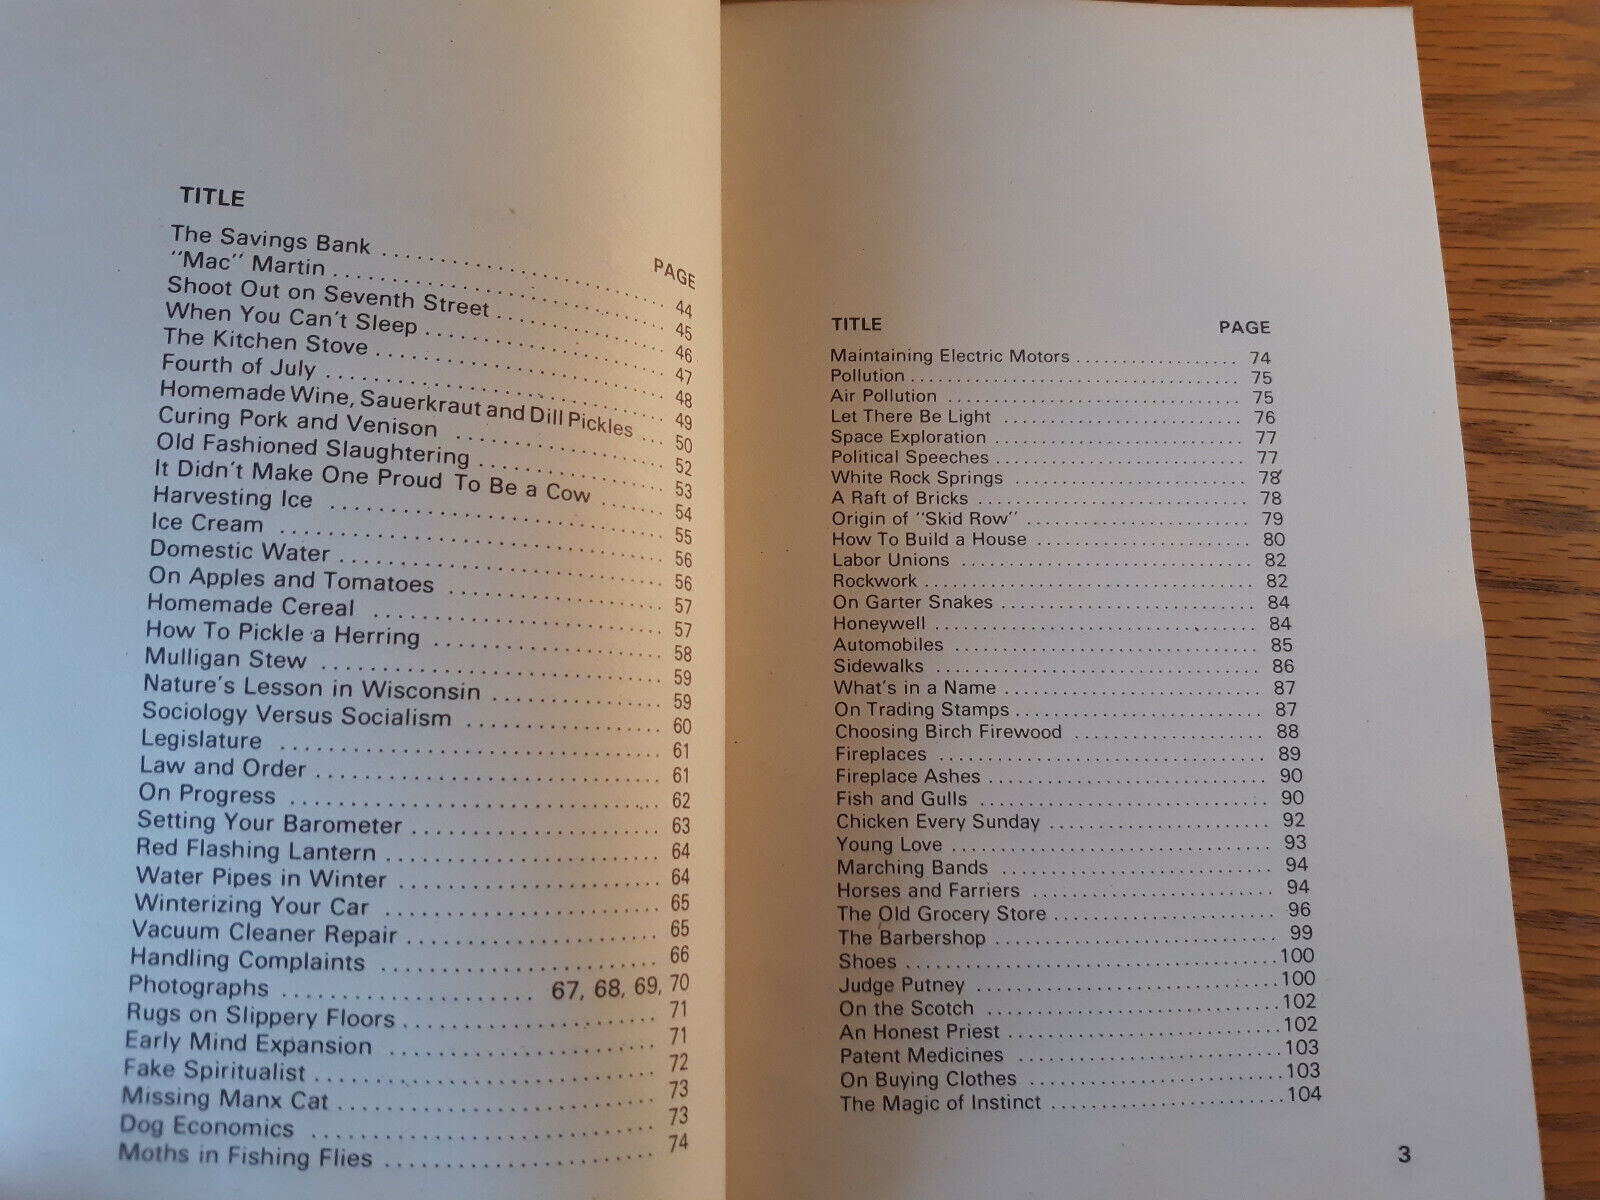 TITLE PAGE
The Savings Bank ........ 44
"Mac" Martin ........ 45
Shoot Out on Seventh Street ........ 46
When You Can't Sleep ........ 47
The Kitchen Stove ........ 48
Fourth of July ........ 49
Homemade Wine, Sauerkraut and Dill Pickles ... 50
Curing Pork and Venison ........ 52
Old Fashioned Slaughtering ........ 53
It Didn't Make One Proud To Be a Cow ........ 54
Harvesting Ice ........ 55
Ice Cream ........ 56
Domestic Water ........ 56
On Apples and Tomatoes ........ 57
Homemade Cereal ........ 57
How To Pickle a Herring ........ 58
Mulligan Stew ........ 59
Nature's Lesson in Wisconsin ........ 59
Sociology Versus Socialism ........ 60
Legislature ........ 61
Law and Order ........ 61
On Progress ........ 62
Setting Your Barometer ........ 63
Red Flashing Lantern ........ 64
Water Pipes in Winter ........ 64
Winterizing Your Car ........ 65
Vacuum Cleaner Repair ........ 65
Handling Complaints ........ 66
Photographs ........ 67, 68, 69, 70
Rugs on Slippery Floors ........ 71
Early Mind Expansion ........ 71
Fake Spiritualist ........ 72
Missing Manx Cat ........ 73
Dog Economics ........ 73
Moths in Fishing Flies ........ 74
TITLE PAGE
Maintaining Electric Motors ........ 74
Pollution ........ 75
Air Pollution ........ 75
Let There Be Light ........ 76
Space Exploration ........ 77
Political Speeches ........ 77
White Rock Springs ........ 78
A Raft of Bricks ........ 78
Origin of "Skid Row" ........ 79
How To Build a House ........ 80
Labor Unions ........ 82
Rockwork ........ 82
On Garter Snakes ........ 84
Honeywell ........ 84
Automobiles ........ 85
Sidewalks ........ 86
What's in a Name ........ 87
On Trading Stamps ........ 87
Choosing Birch Firewood ........ 88
Fireplaces ........ 89
Fireplace Ashes ........ 90
Fish and Gulls ........ 90
Chicken Every Sunday ........ 92
Young Love ........ 93
Marching Bands ........ 94
Horses and Farriers ........ 94
The Old Grocery Store ........ 96
The Barbershop ........ 99
Shoes ........ 100
Judge Putney ........ 100
On the Scotch ........ 102
An Honest Priest ........ 102
Patent Medicines ........ 103
On Buying Clothes ........ 103
The Magic of Instinct ........ 104
3